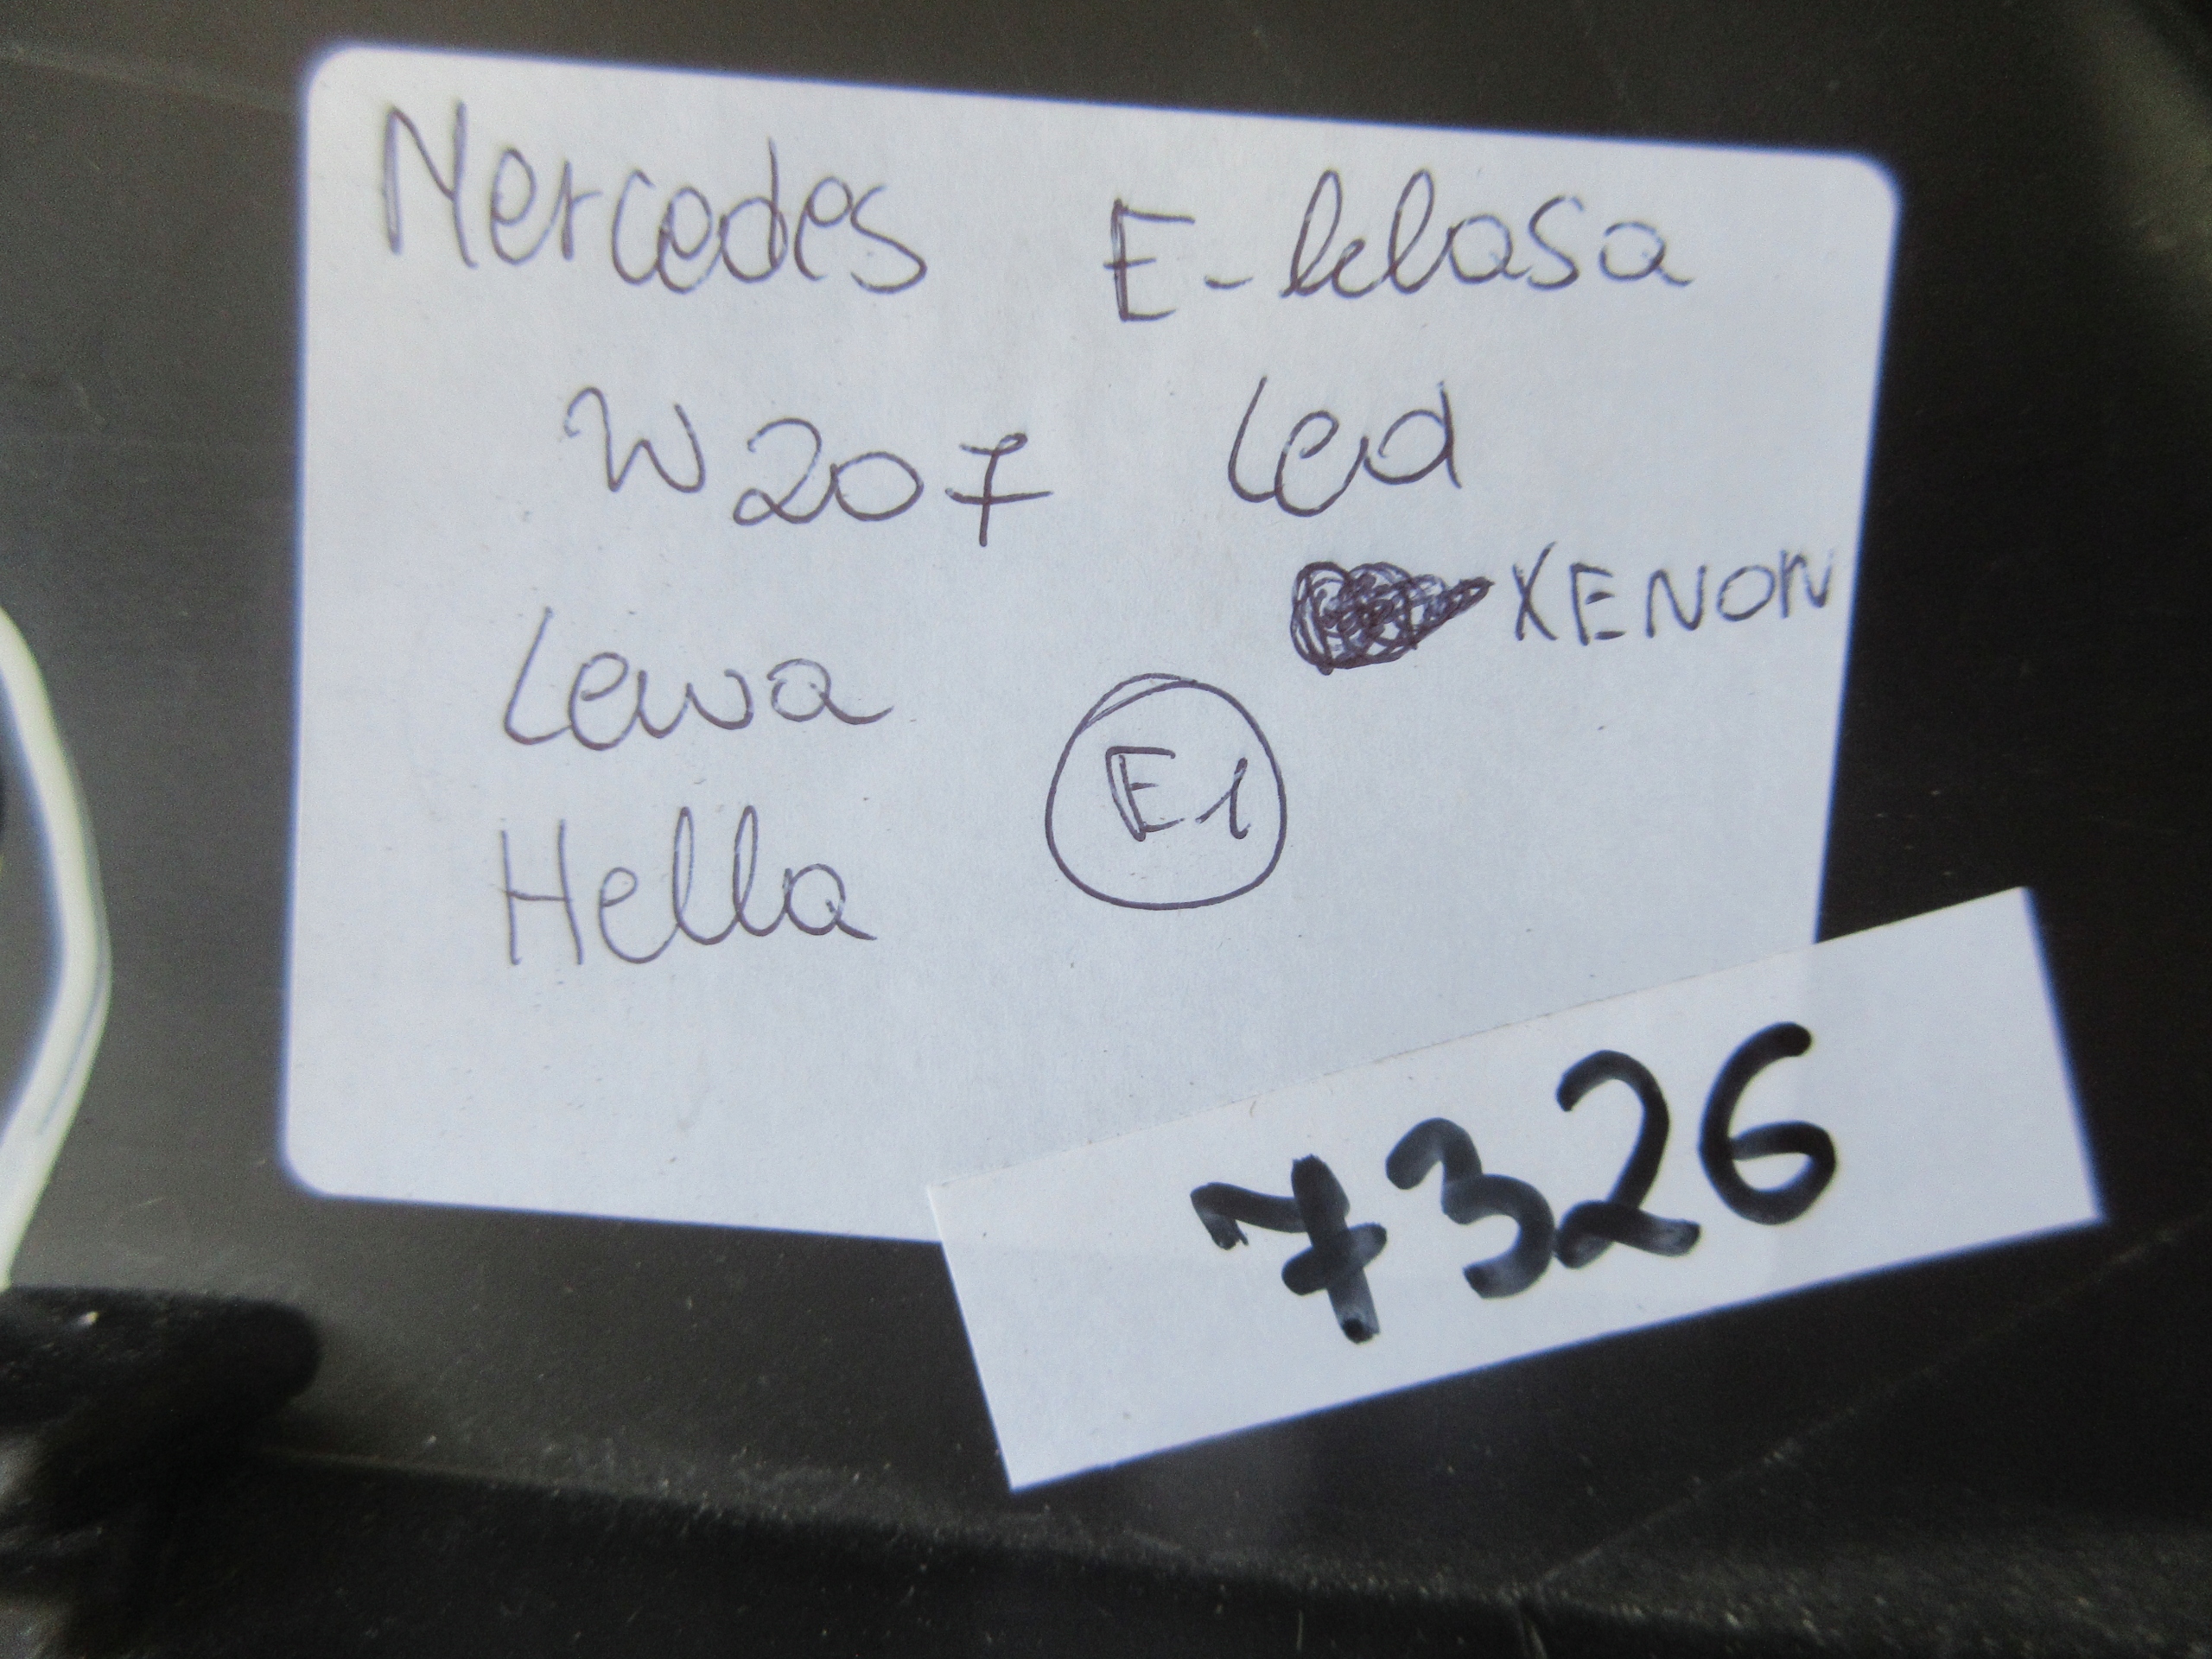 Mercedes E-klasa
W207 Led
XENON
Lewa
E1
Hella
7326